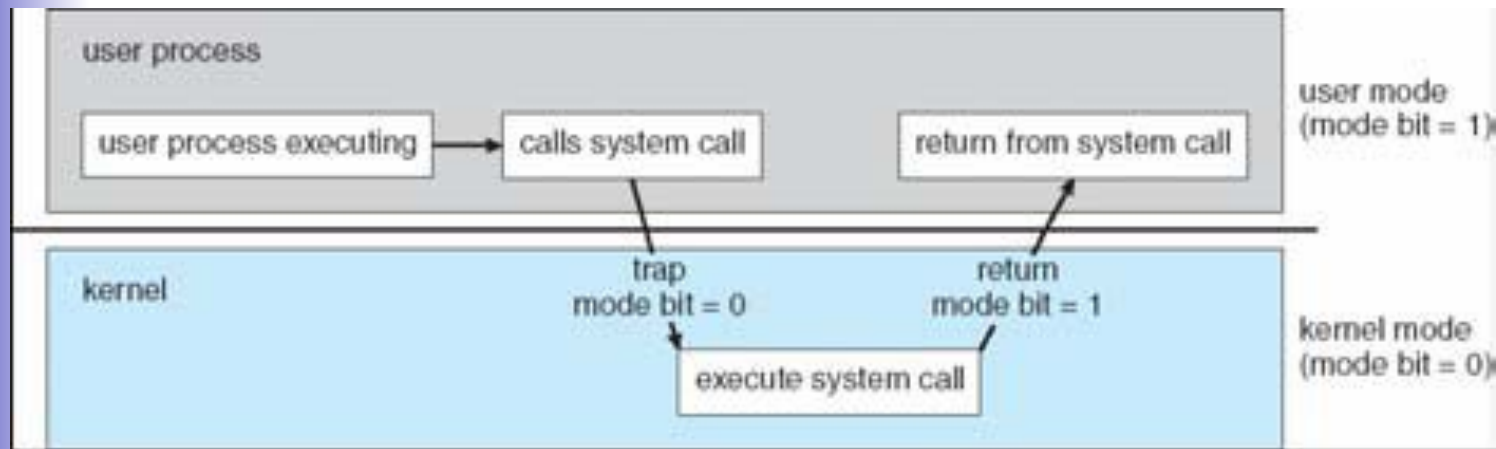 user process
user process executing
calls system call
return from system call
user mode
(mode bit = 1)
kernel
trap
mode bit = 0
return
mode bit = 1
execute system call
kernel mode
(mode bit = 0)